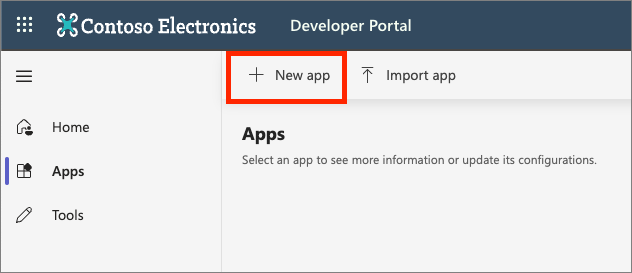 Contoso Electronics Developer Portal
New app Import app
Home
Apps
Tools
Apps
Select an app to see more information or update its configurations.